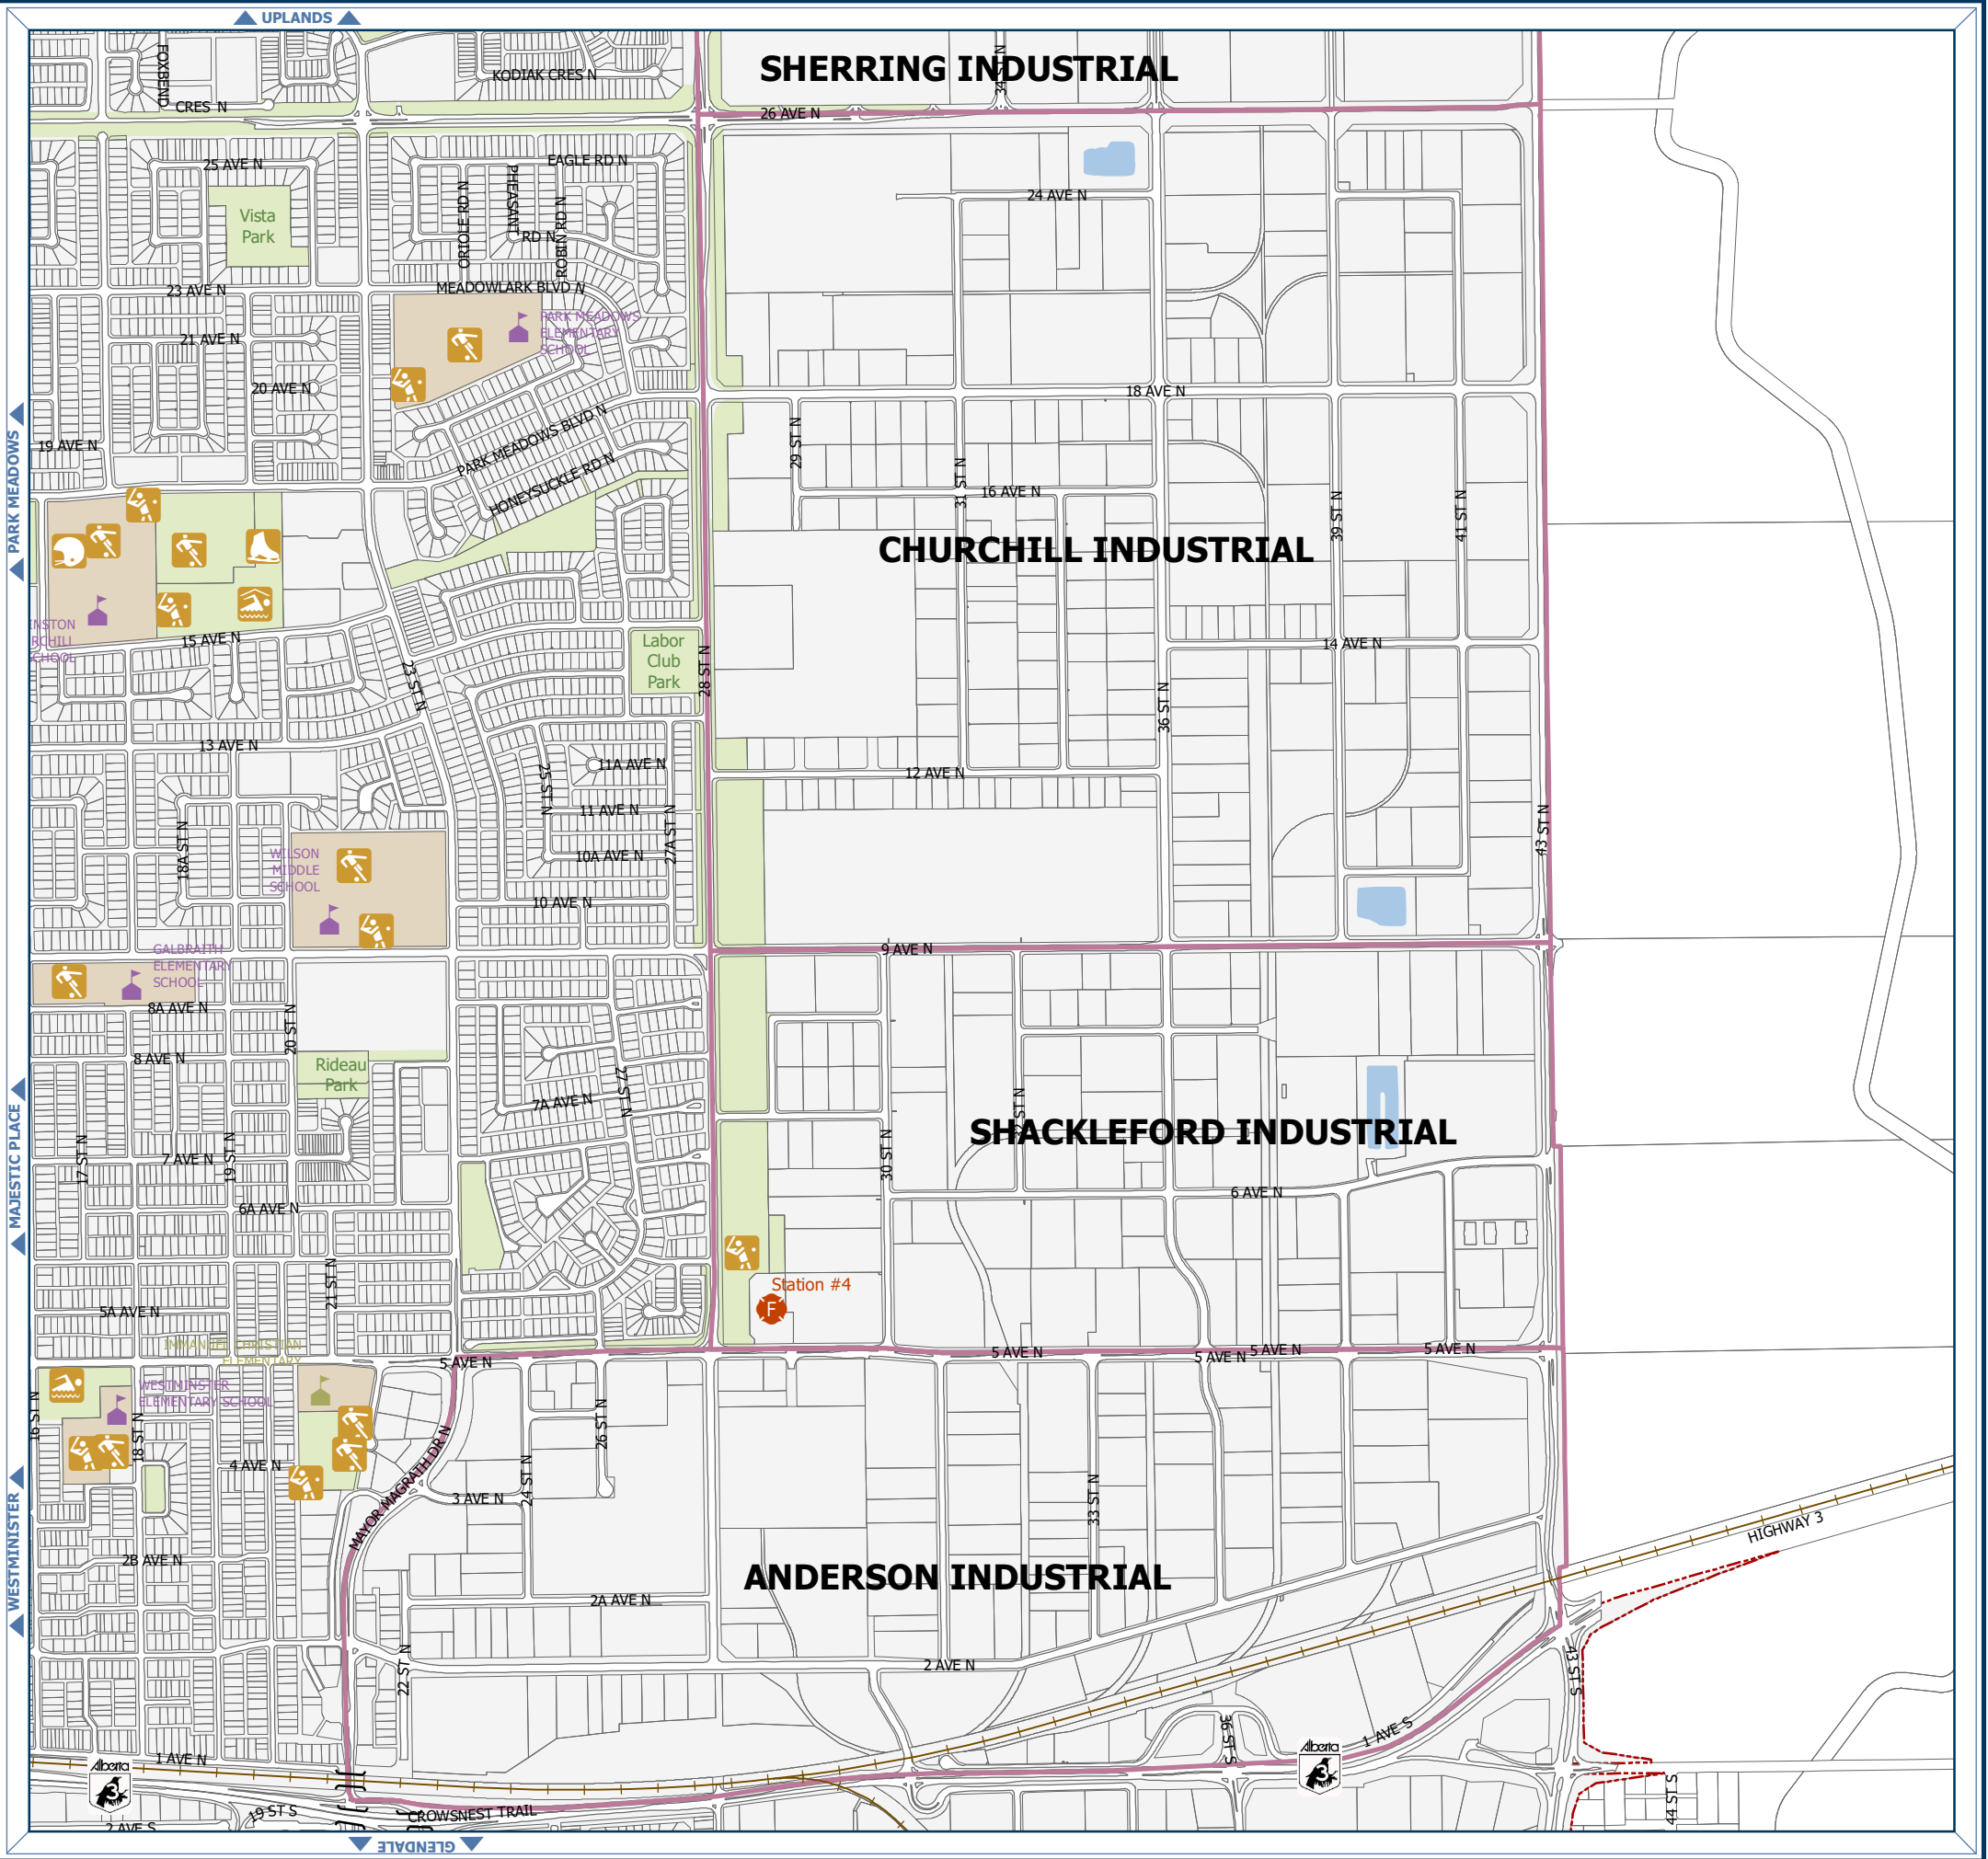 UPLANDS
FOXBEND
CRES N
KODIAK CRES N
SHERRING INDUSTRIAL
34 ST N
26 AVE N
25 AVE N
Vista
Park
EAGLE RD N
ORIOLE RD N
PHEASANT
RD N
ROBIN RD N
24 AVE N
23 AVE N
MEADOWLARK BLVD N
PARK MEADOWS
ELEMENTARY
SCHOOL
21 AVE N
20 AVE N
18 AVE N
19 AVE N
PARK MEADOWS BLVD N
HONEYSUCKLE RD N
29 ST N
31 ST N
16 AVE N
39 ST N
41 ST N
PARK MEADOWS
CHURCHILL INDUSTRIAL
INSTON
RCHILL
SCHOOL
15 AVE N
Labor
Club
Park
28 ST N
23 ST N
14 AVE N
36 ST N
13 AVE N
11A AVE N
25 ST N
12 AVE N
11 AVE N
27A ST N
10A AVE N
18A ST N
WILSON
MIDDLE
SCHOOL
43 ST N
10 AVE N
9 AVE N
GALBRAITH
ELEMENTARY
SCHOOL
8A AVE N
20 ST N
8 AVE N
Rideau
Park
27 ST N
7A AVE N
32 ST N
SHACKLEFORD INDUSTRIAL
MAJESTIC PLACE
17 ST N
7 AVE N
19 ST N
30 ST N
6 AVE N
6A AVE N
21 ST N
Station #4
F
5A AVE N
IMMANUEL CHRISTIAN
ELEMENTARY
5 AVE N
5 AVE N
5 AVE N
5 AVE N
5 AVE N
WESTMINSTER
ELEMENTARY SCHOOL
16 ST N
18 ST N
26 ST N
4 AVE N
MAYOR MAGRATH DR N
24 ST N
3 AVE N
33 ST N
WESTMINISTER
2B AVE N
HIGHWAY 3
ANDERSON INDUSTRIAL
2A AVE N
22 ST N
2 AVE N
43 ST S
36 ST S
1 AVE S
1 AVE N
Alberta
3
Alberta
3
19 ST S
CROWSNEST TRAIL
2 AVE S
44 ST S
GLENDALE